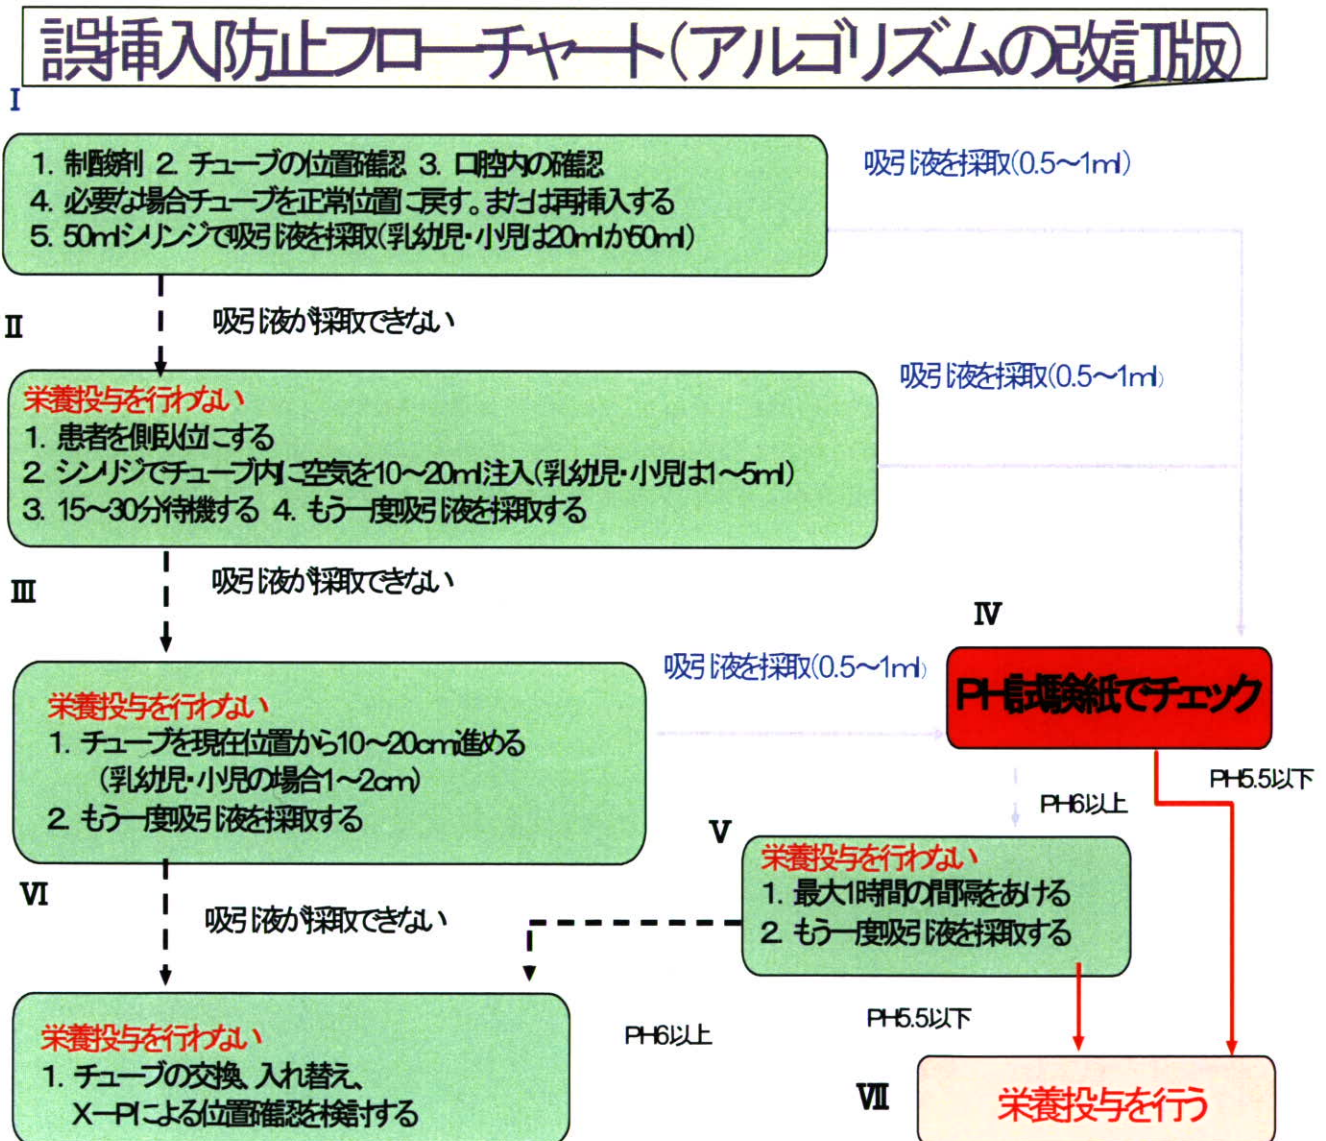 誤挿入防止フローチャート(アルゴリズムの改訂版)
I
1. 制酸剤 2. チューブの位置確認 3. 口腔内の確認
4. 必要な場合チューブを正常位置に戻す。または再挿入する
5. 50mlシリンジで吸引液を採取(乳幼児・小児は20mlか50ml)
吸引液を採取(0.5〜1ml)
II
吸引液が採取できない
栄養投与を行わない
1. 患者を側臥位にする
2. シンリジでチューブ内に空気を10〜20ml注入(乳幼児・小児は1〜5ml)
3. 15〜30分待機する 4. もう一度吸引液を採取する
吸引液を採取(0.5〜1ml)
III
吸引液が採取できない
栄養投与を行わない
1. チューブを現在位置から10〜20cm進める
(乳幼児・小児の場合1〜2cm)
2. もう一度吸引液を採取する
吸引液を採取(0.5〜1ml)
IV
PH試験紙でチェック
PH6以上
PH5.5以下
V
栄養投与を行わない
1. 最大1時間の間隔をあける
2. もう一度吸引液を採取する
VI
吸引液が採取できない
栄養投与を行わない
1. チューブの交換、入れ替え、
X−Pによる位置確認を検討する
PH6以上
PH5.5以下
VII
栄養投与を行う